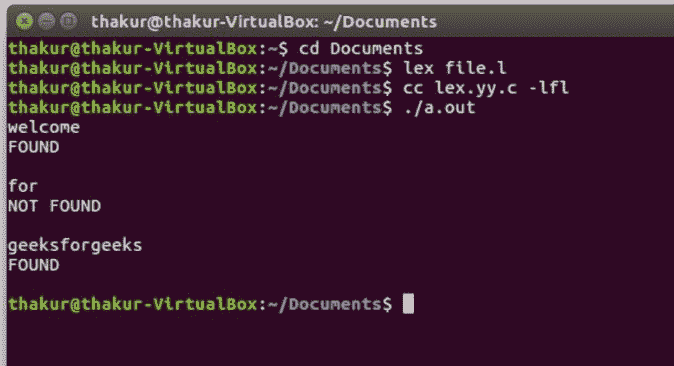 thakur@thakur-VirtualBox: ~/Documents
thakur@thakur-VirtualBox:~$ cd Documents
thakur@thakur-VirtualBox:~/Documents$ lex file.l
thakur@thakur-VirtualBox:~/Documents$ cc lex.yy.c -lfl
thakur@thakur-VirtualBox:~/Documents$ ./a.out
welcome
FOUND
for
NOT FOUND
geeksforgeeks
FOUND
thakur@thakur-VirtualBox:~/Documents$